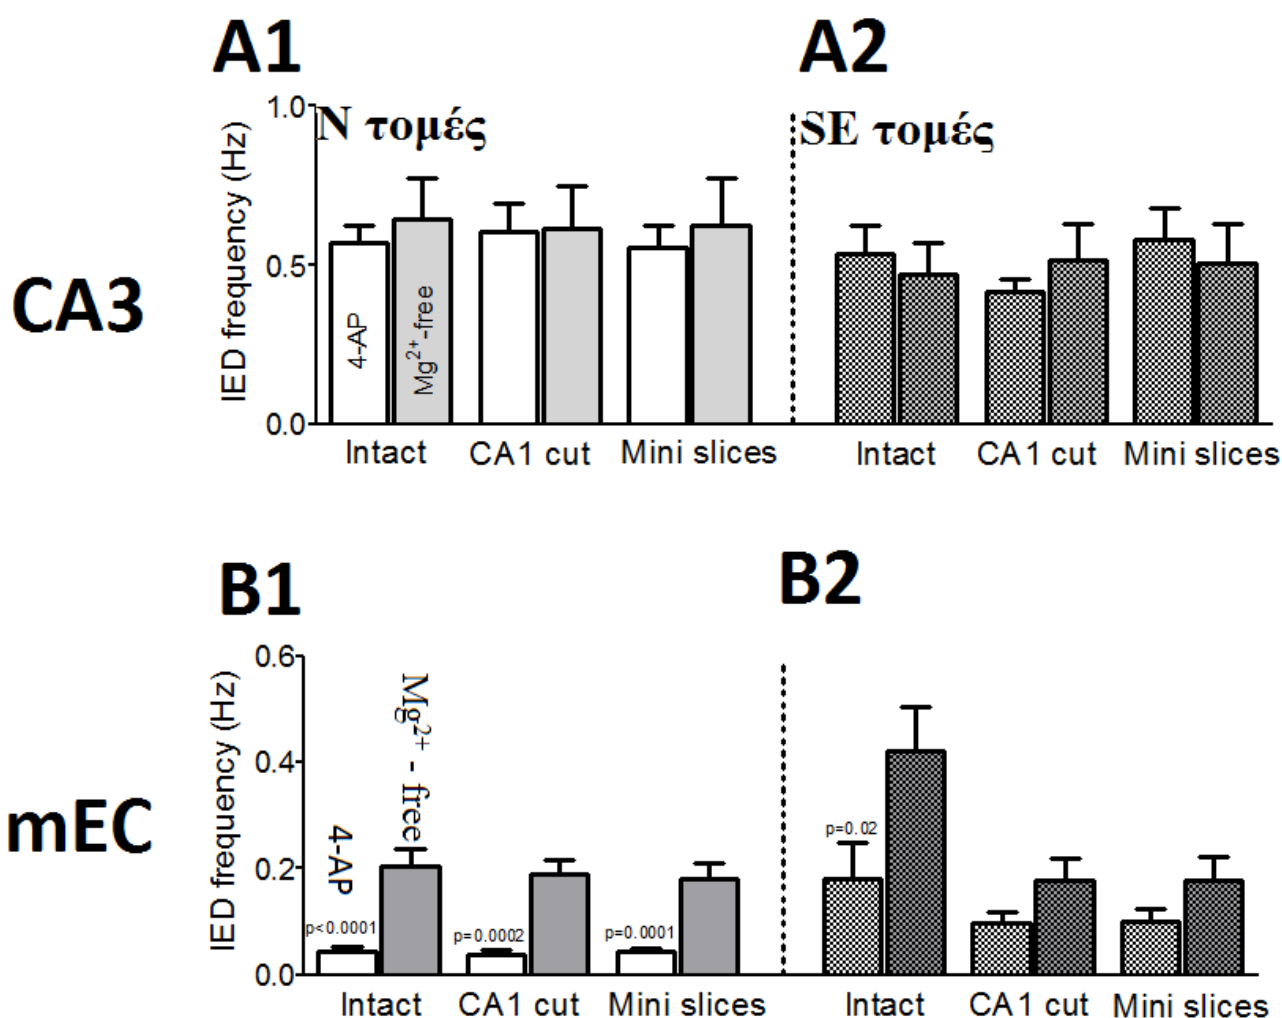 A1
A2
1.0
N τομές
SE τομές
IED frequency (Hz)
0.5
CA3
4-AP
Mg²⁺-free
0.0
Intact
CA1 cut
Mini slices
Intact
CA1 cut
Mini slices
B1
B2
0.6
IED frequency (Hz)
Mg²⁺ - free
0.4
p=0.02
mEC
4-AP
0.2
p<0.0001
p=0.0002
p=0.0001
0.0
Intact
CA1 cut
Mini slices
Intact
CA1 cut
Mini slices